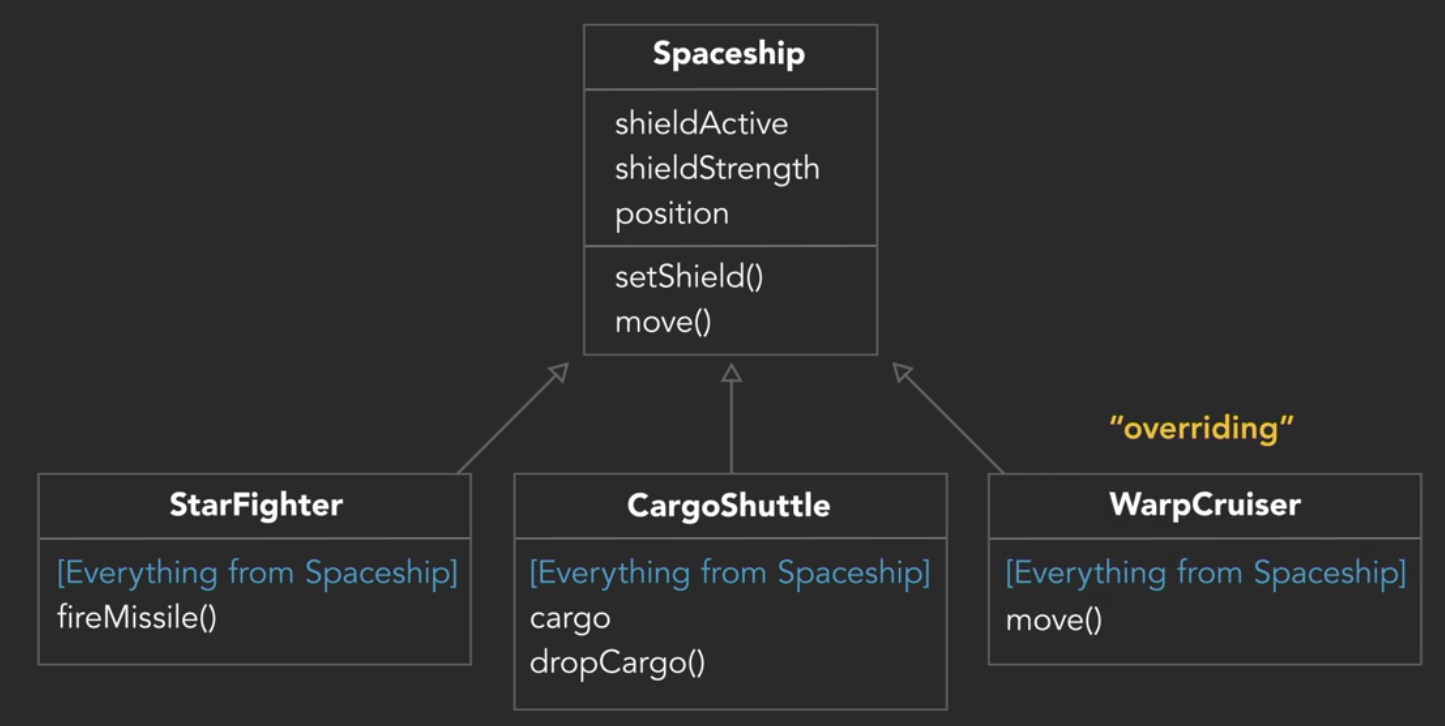 Spaceship
shieldActive
shieldStrength
position
setShield()
move()
"overriding"
StarFighter
[Everything from Spaceship]
fireMissile()
CargoShuttle
[Everything from Spaceship]
cargo
dropCargo()
WarpCruiser
[Everything from Spaceship]
move()